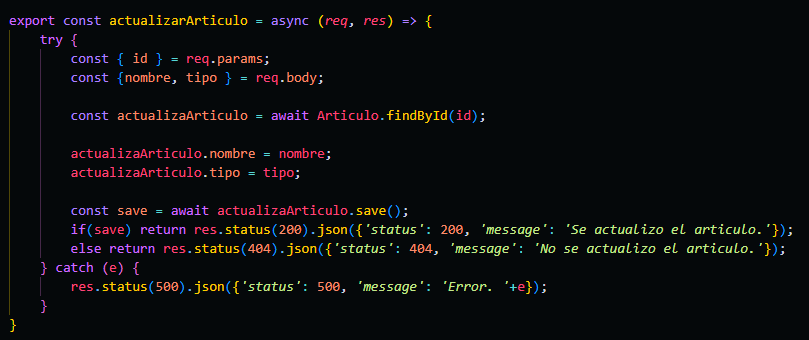 export const actualizarArticulo = async (req, res) => {
    try {
        const { id } = req.params;
        const {nombre, tipo } = req.body;

        const actualizaArticulo = await Articulo.findById(id);

        actualizaArticulo.nombre = nombre;
        actualizaArticulo.tipo = tipo;

        const save = await actualizaArticulo.save();
        if(save) return res.status(200).json({'status': 200, 'message': 'Se actualizo el articulo.'});
        else return res.status(404).json({'status': 404, 'message': 'No se actualizo el articulo.'});
    } catch (e) {
        res.status(500).json({'status': 500, 'message': 'Error. '+e});
    }
}